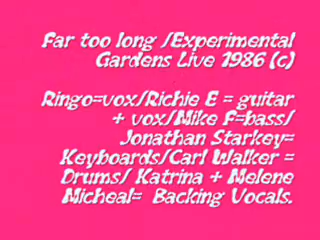 Far too long /Experimental
Gardens Live 1986 (c)
Ringo=vox/Richie E = guitar
+ vox/Mike F=bass/
Jonathan Starkey=
Keyboards/Carl Walker =
Drums/ Katrina + Melene
Micheal= Backing Vocals.